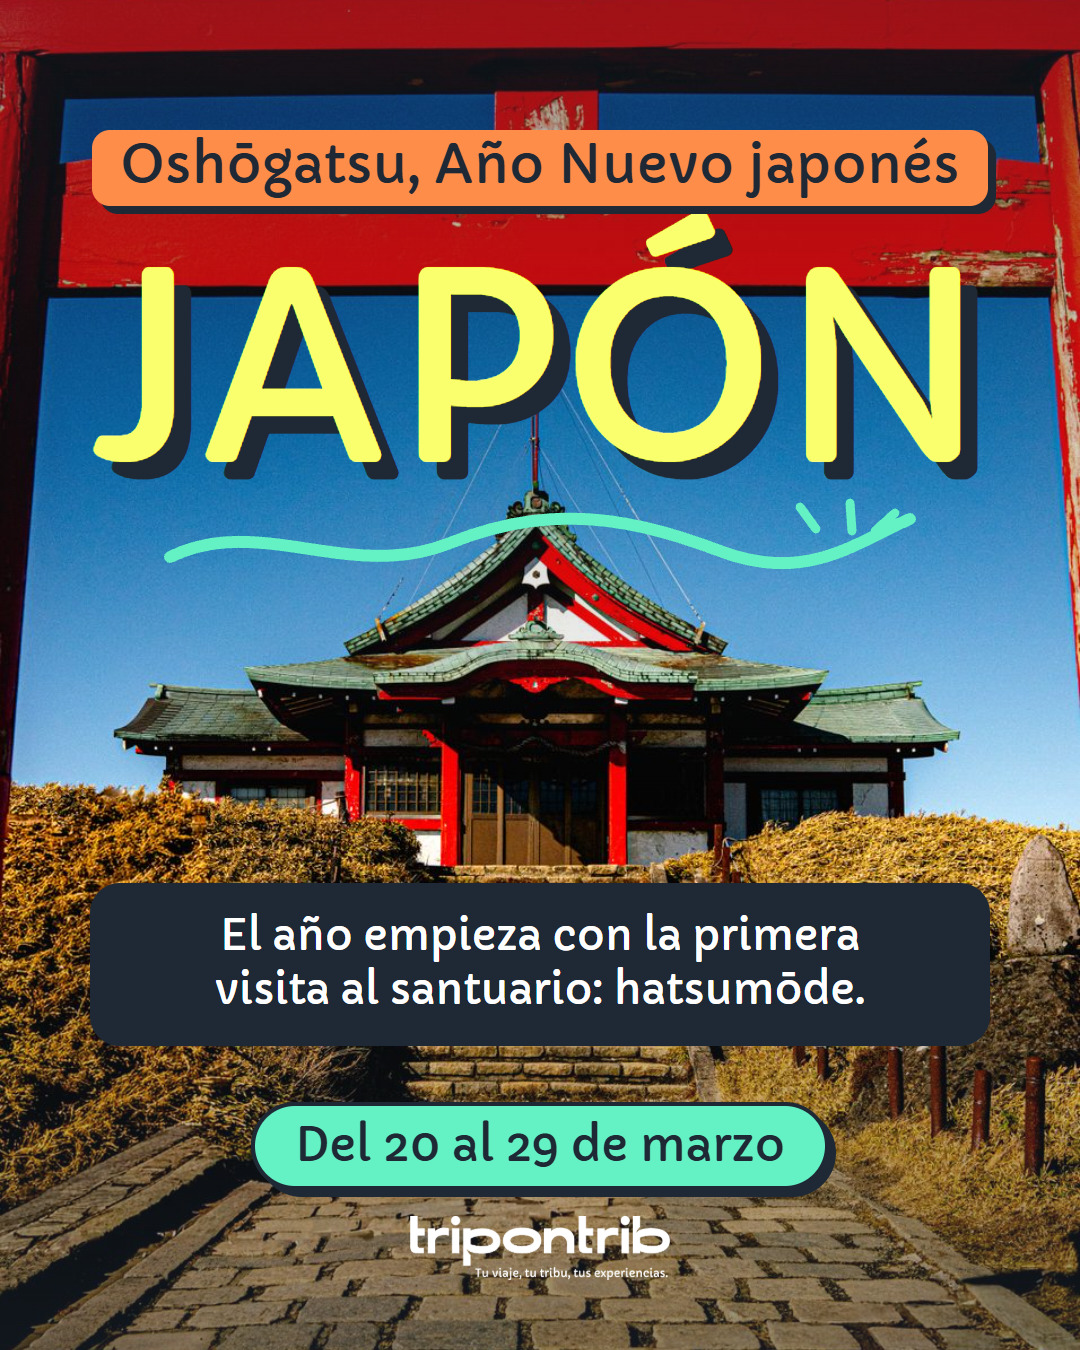 Oshōgatsu, Año Nuevo japonés
JAPÓN
El año empieza con la primera
visita al santuario: hatsumōde.
Del 20 al 29 de marzo
tripontrib
Tu viaje, tu tribu, tus experiencias.